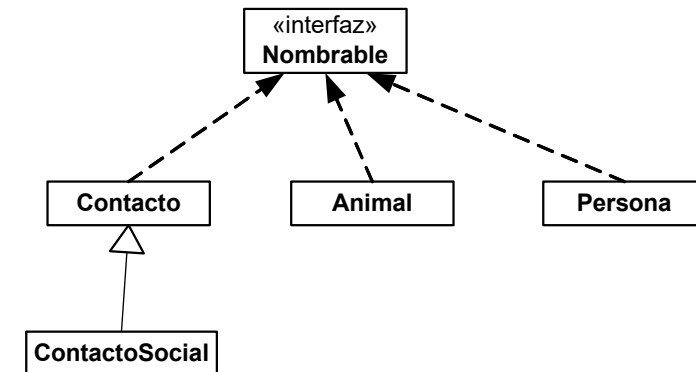 «interfaz»
Nombrable
Contacto
Animal
Persona
ContactoSocial